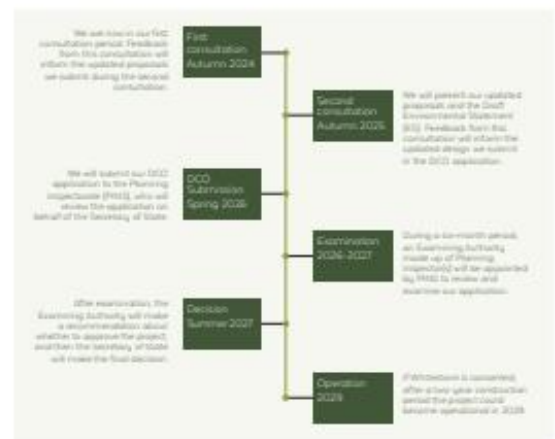 We are now in our first
consultation period. Feedback
from this consultation will
inform the updated proposals
we submit during the second
consultation.
First
consultation
Autumn 2024
Second
consultation
Autumn 2025
We will present our updated
proposals and the Draft
Environmental Statement
(ES). Feedback from this
consultation will inform the
updated design we submit
in the DCO application.
We will submit our DCO
application to the Planning
Inspectorate (PINS), who will
review the application on
behalf of the Secretary of State.
DCO
Submission
Spring 2026
Examination
2026-2027
During a six-month period,
an Examining Authority
made up of Planning
Inspector(s) will be appointed
by PINS to review and
examine our application.
After examination, the
Examining Authority will make
a recommendation about
whether to approve the project,
and then the Secretary of State
will make the final decision.
Decision
Summer 2027
Operation
2029
If Whitestone is consented,
after a two year construction
period the project could
become operational in 2029